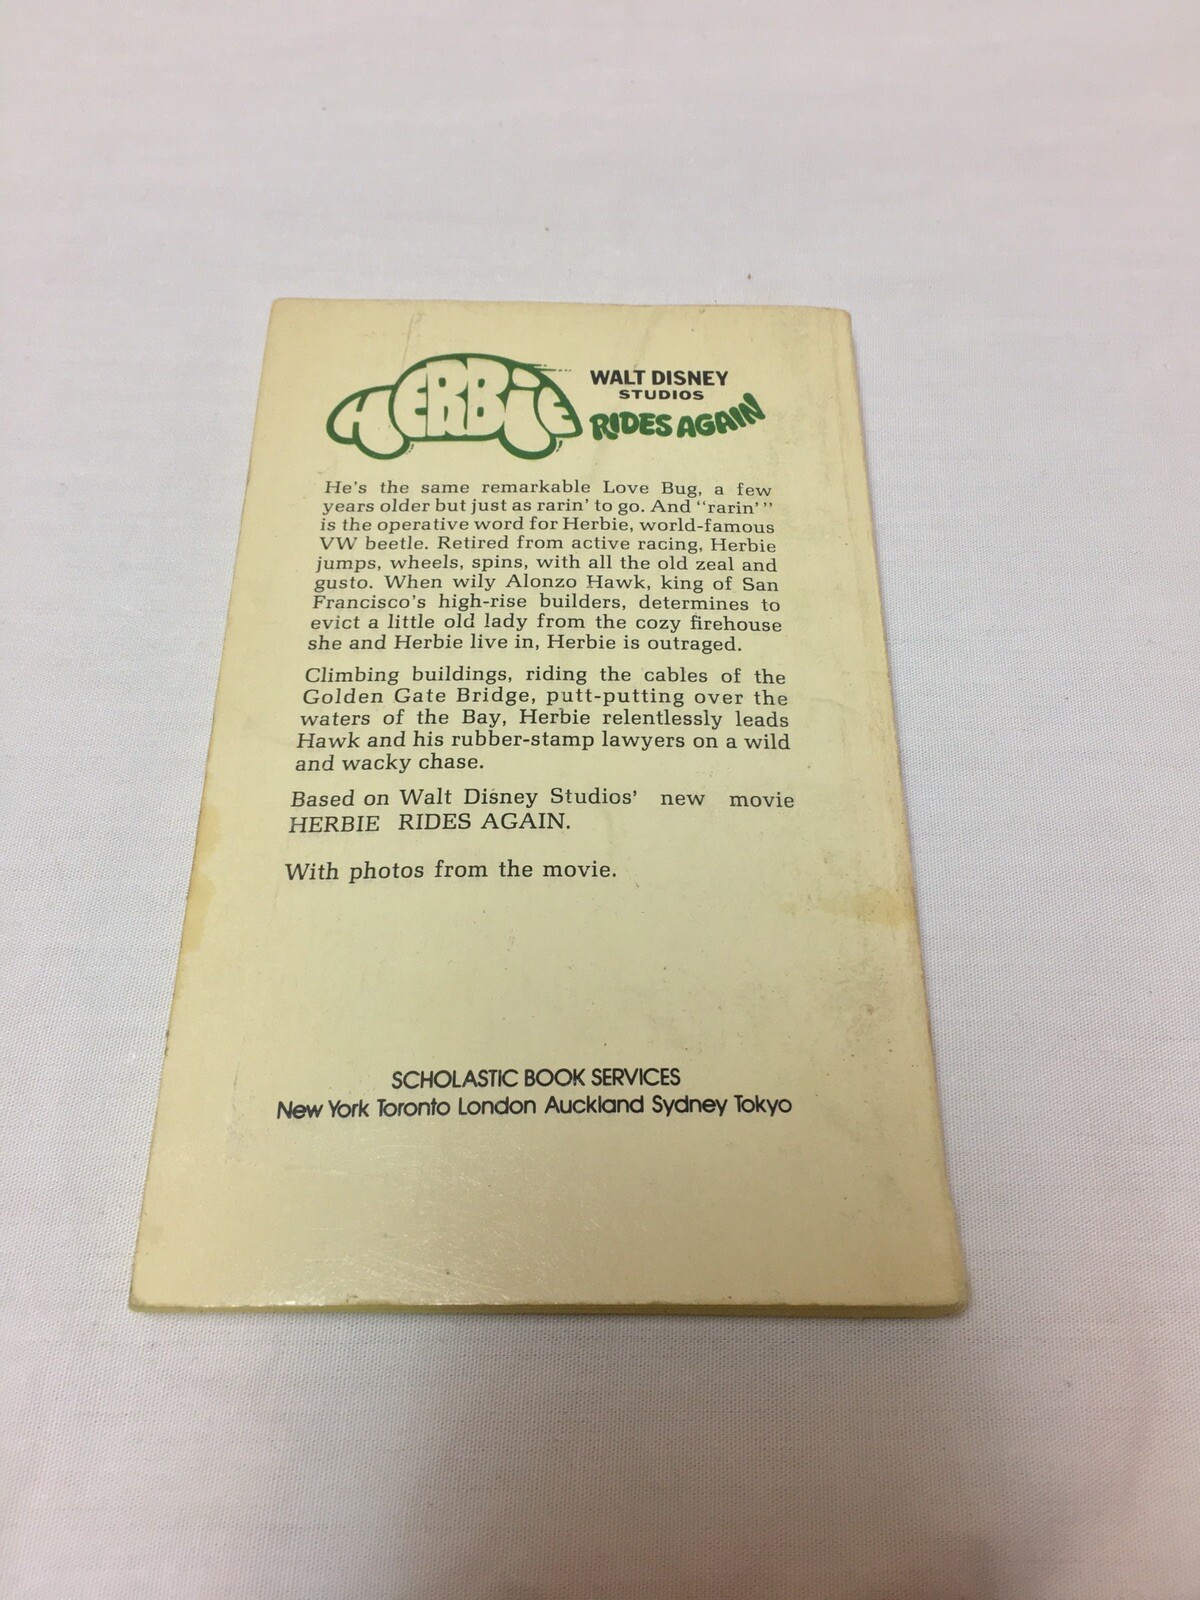 HERBIE
WALT DISNEY
STUDIOS
RIDES AGAIN
He's the same remarkable Love Bug, a few
years older but just as rarin' to go. And "rarin'"
is the operative word for Herbie, world-famous
VW beetle. Retired from active racing, Herbie
jumps, wheels, spins, with all the old zeal and
gusto. When wily Alonzo Hawk, king of San
Francisco's high-rise builders, determines to
evict a little old lady from the cozy firehouse
she and Herbie live in, Herbie is outraged.
Climbing buildings, riding the cables of the
Golden Gate Bridge, putt-putting over the
waters of the Bay, Herbie relentlessly leads
Hawk and his rubber-stamp lawyers on a wild
and wacky chase.
Based on Walt Disney Studios' new movie
HERBIE RIDES AGAIN.
With photos from the movie.
SCHOLASTIC BOOK SERVICES
New York Toronto London Auckland Sydney Tokyo